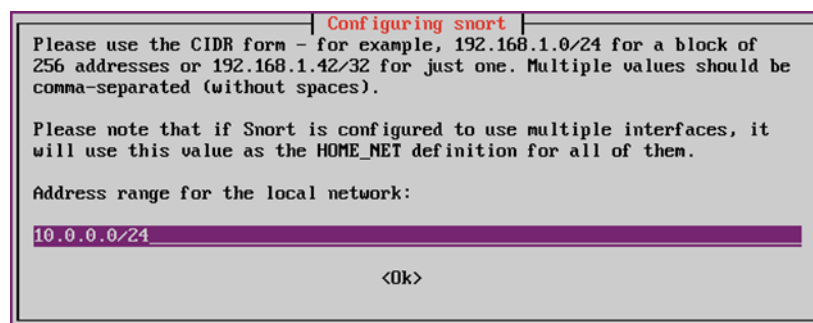 Configuring snort
Please use the CIDR form – for example, 192.168.1.0/24 for a block of
256 addresses or 192.168.1.42/32 for just one. Multiple values should be
comma-separated (without spaces).
Please note that if Snort is configured to use multiple interfaces, it
will use this value as the HOME_NET definition for all of them.
Address range for the local network:
10.0.0.0/24
<Ok>